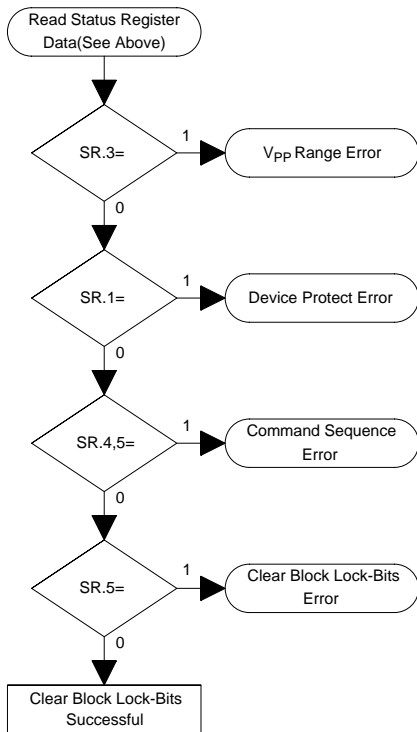 Read Status Register
Data(See Above)
SR.3=
1
VPP Range Error
0
SR.1=
1
Device Protect Error
0
SR.4,5=
1
Command Sequence
Error
0
SR.5=
1
Clear Block Lock-Bits
Error
0
Clear Block Lock-Bits
Successful